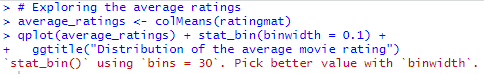 > # Exploring the average ratings
> average_ratings <- colMeans(ratingmat)
> qplot(average_ratings) + stat_bin(binwidth = 0.1) +
+   ggtitle("Distribution of the average movie rating")
`stat_bin()` using `bins = 30`. Pick better value with `binwidth`.